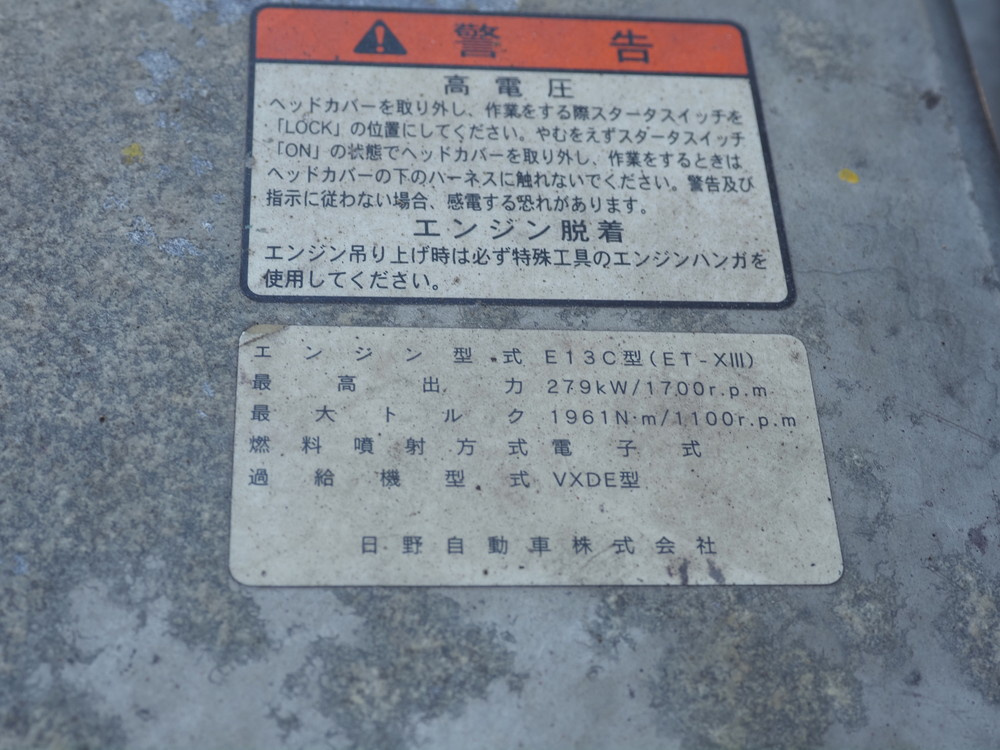 警告
高電圧
ヘッドカバーを取り外し、作業をする際スタータスイッチを
「LOCK」の位置にしてください。やむをえずスタータスイッチ
「ON」の状態でヘッドカバーを取り外し、作業をするときは
ヘッドカバーの下のハーネスに触れないでください。警告及び
指示に従わない場合、感電する恐れがあります。
エンジン脱着
エンジン吊り上げ時は必ず特殊工具のエンジンハンガを
使用してください。
エンジン型式 E13C型(ET-XIII)
最高出力 279kW/1700r.p.m
最大トルク 1961N·m/1100r.p.m
燃料噴射方式 電子式
過給機型式 VXDE型
日野自動車株式会社